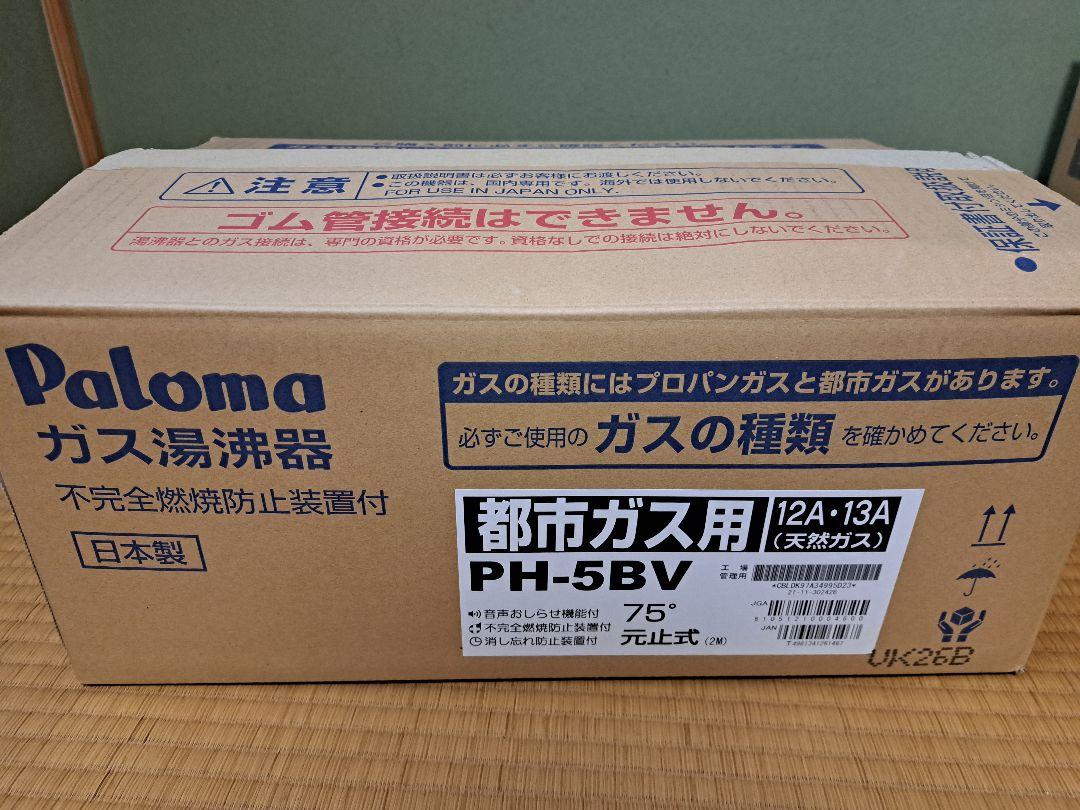 注意
・取扱説明書は必ずお客様にお渡しください。
・この機器は、国内専用です。海外では使用しないでください。
FOR USE IN JAPAN ONLY.
ゴム管接続はできません。
湯沸器とのガス接続は、専門の資格が必要です。資格なしでの接続は絶対にしないでください。
Paloma
ガス湯沸器
不完全燃焼防止装置付
日本製
ガスの種類にはプロパンガスと都市ガスがあります。
必ずご使用の ガスの種類 を確かめてください。
都市ガス用
12A・13A
(天然ガス)
PH-5BV
工場
管理用
*CBLDK97A34995D23*
21-11-302426
音声おしらせ機能付
不完全燃焼防止装置付
消し忘れ防止装置付
75°
元止式 (2M)
JGA
JAN
UK26B